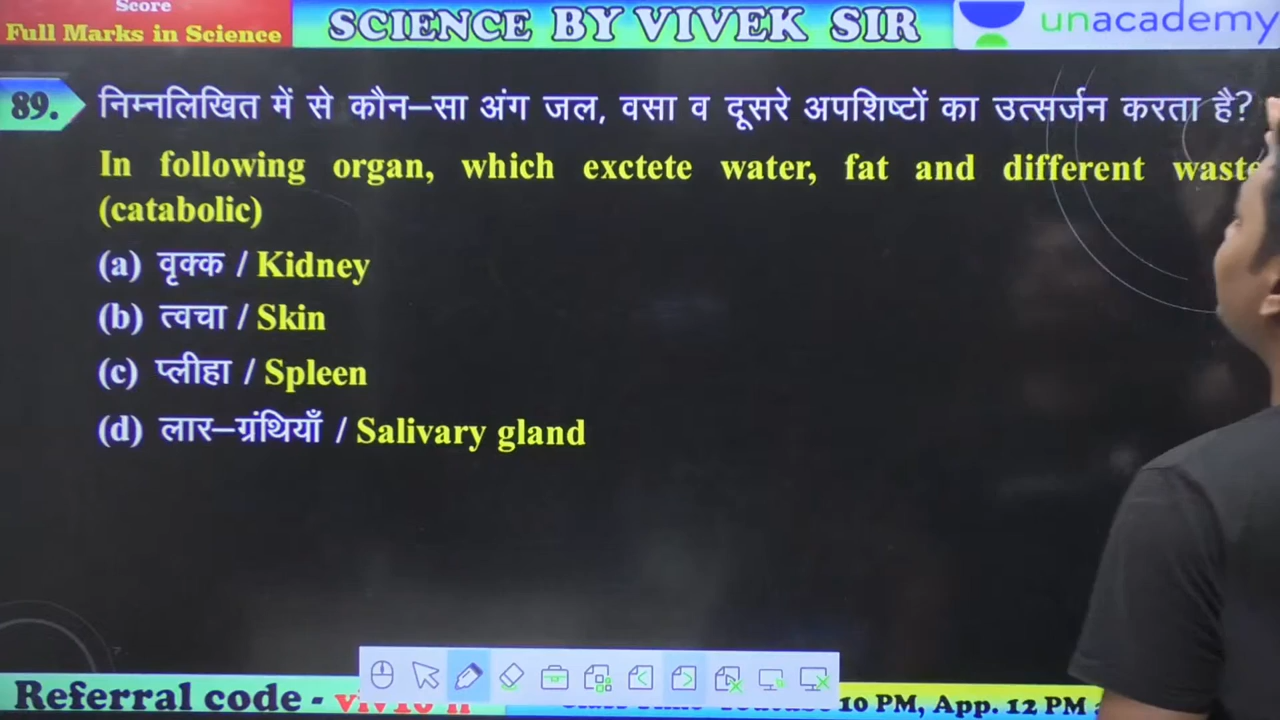 Score
Full Marks in Science
SCIENCE BY VIVEK SIR
unacademy
89. निम्नलिखित में से कौन–सा अंग जल, वसा व दूसरे अपशिष्टों का उत्सर्जन करता है?
In following organ, which exctete water, fat and different waste
(catabolic)
(a) वृक्क / Kidney
(b) त्वचा / Skin
(c) प्लीहा / Spleen
(d) लार–ग्रंथियाँ / Salivary gland
Referral code -
10 PM, App. 12 PM